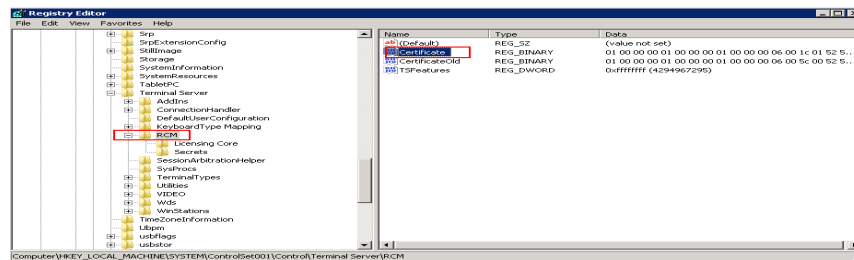 Registry Editor
File Edit View Favorites Help
Srp
SrpExtensionConfig
StillImage
Storage
SystemInformation
SystemResources
TabletPC
Terminal Server
AddIns
ConnectionHandler
DefaultUserConfiguration
KeyboardType Mapping
RCM
Licensing Core
Secrets
SessionArbitrationHelper
SysProcs
TerminalTypes
Utilities
VIDEO
Wds
WinStations
TimeZoneInformation
Ubpm
usbflags
usbstor
Name Type Data
(Default) REG_SZ (value not set)
Certificate REG_BINARY 01 00 00 00 01 00 00 00 01 00 00 00 06 00 1c 01 52 5...
CertificateOld REG_BINARY 01 00 00 00 01 00 00 00 01 00 00 00 06 00 5c 00 52 5...
TSFeatures REG_DWORD 0xffffffff (4294967295)
Computer\HKEY_LOCAL_MACHINE\SYSTEM\ControlSet001\Control\Terminal Server\RCM